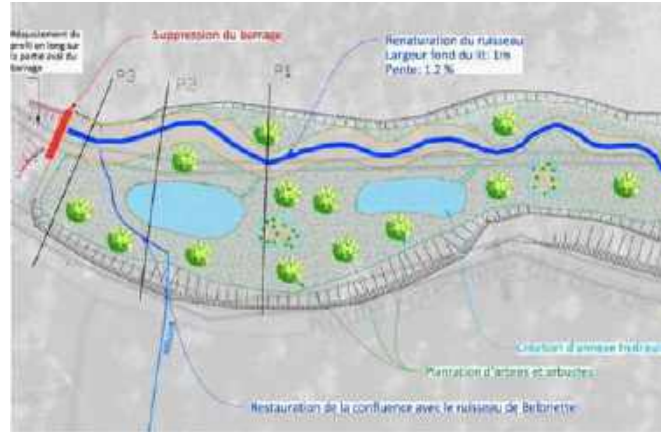 Réajustement du
profil en long sur
la partie aval du
barrage
Suppression du barrage
Renaturation du ruisseau
Largeur fond du lit: 1m
Pente: 1.2 %
P3
P2
P1
Création d'annexe
Plantation d'arbres et arbustes
Restauration de la confluence avec le ruisseau de